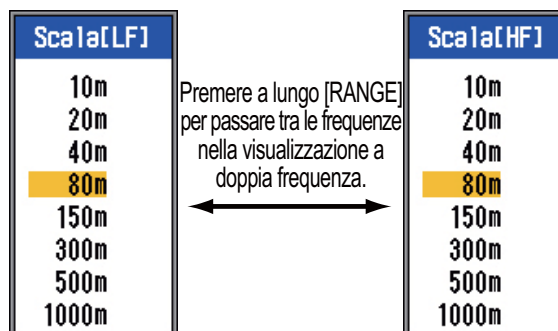 Scala[LF]
10m
20m
40m
80m
150m
300m
500m
1000m
Premere a lungo [RANGE]
per passare tra le frequenze
nella visualizzazione a
doppia frequenza.
Scala[HF]
10m
20m
40m
80m
150m
300m
500m
1000m